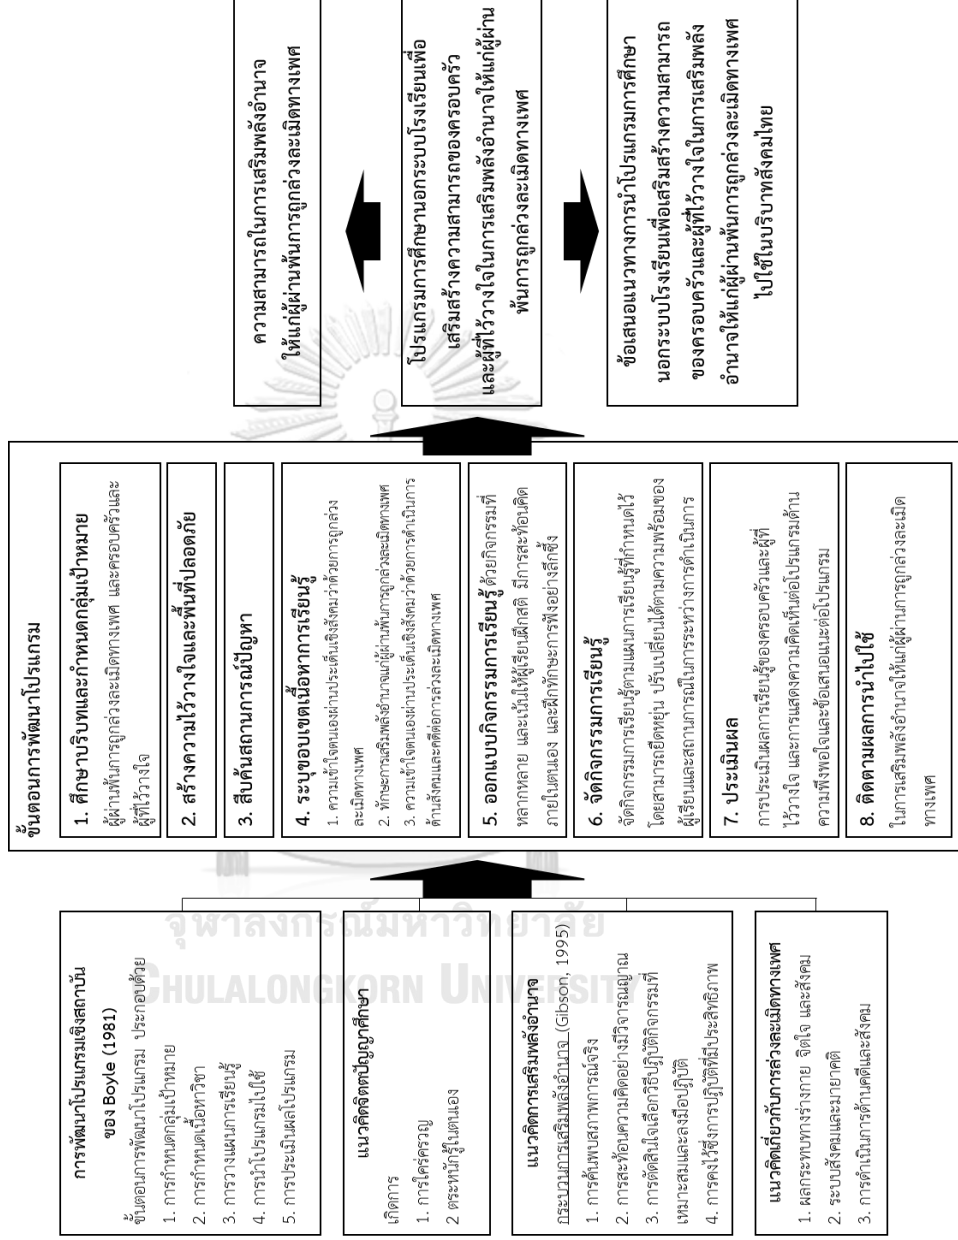 การพัฒนาโปรแกรมเชิงสถาบัน
ของ Boyle (1981)
ขั้นตอนการพัฒนาโปรแกรม ประกอบด้วย
1. การกำหนดกลุ่มเป้าหมาย
2. การกำหนดเนื้อหาวิชา
3. การวางแผนการเรียนรู้
4. การนำโปรแกรมไปใช้
5. การประเมินผลโปรแกรม
แนวคิดจิตตปัญญาศึกษา
เกิดการ
1. การใคร่ครวญ
2 ตระหนักรู้ในตนเอง
แนวคิดการเสริมพลังอำนาจ
กระบวนการเสริมพลังอำนาจ (Gibson, 1995)
1. การค้นพบสภาพการณ์จริง
2. การสะท้อนความคิดอย่างมีวิจารณญาณ
3. การตัดสินใจเลือกวิธีปฏิบัติกิจกรรมที่
เหมาะสมและลงมือปฏิบัติ
4. การคงไว้ซึ่งการปฏิบัติที่มีประสิทธิภาพ
แนวคิดเกี่ยวกับการล่วงละเมิดทางเพศ
1. ผลกระทบทางร่างกาย จิตใจ และสังคม
2. ระบบสังคมและมายาคติ
3. การดำเนินการด้านคดีและสังคม
ขั้นตอนการพัฒนาโปรแกรม
1. ศึกษาบริบทและกำหนดกลุ่มเป้าหมาย
ผู้ผ่านพ้นการถูกล่วงละเมิดทางเพศ และครอบครัวและ
ผู้ที่ไว้วางใจ
2. สร้างความไว้วางใจและพื้นที่ปลอดภัย
3. สืบค้นสถานการณ์ปัญหา
4. ระบุขอบเขตเนื้อหาการเรียนรู้
1. ความเข้าใจตนเองผ่านประเด็นเชิงสังคมว่าด้วยการถูกล่วง
ละเมิดทางเพศ
2. ทักษะการเสริมพลังอำนาจแก่ผู้ผ่านพ้นการถูกล่วงละเมิดทางเพศ
3. ความเข้าใจตนเองผ่านประเด็นเชิงสังคมว่าด้วยการดำเนินการ
ด้านสังคมและคดีต่อการล่วงละเมิดทางเพศ
5. ออกแบบกิจกรรมการเรียนรู้ ด้วยกิจกรรมที่
หลากหลาย และเน้นให้ผู้เรียนฝึกสติ มีการสะท้อนคิด
ภายในตนเอง และฝึกทักษะการฟังอย่างลึกซึ้ง
6. จัดกิจกรรมการเรียนรู้
จัดกิจกรรมการเรียนรู้ตามแผนการเรียนรู้ที่กำหนดไว้
โดยสามารถยืดหยุ่น ปรับเปลี่ยนได้ตามความพร้อมของ
ผู้เรียนและสถานการณ์ในการระหว่างการดำเนินการ
7. ประเมินผล
การประเมินผลการเรียนรู้ของครอบครัวและผู้ที่
ไว้วางใจ และการแสดงความคิดเห็นต่อโปรแกรมด้าน
ความพึงพอใจและข้อเสนอแนะต่อโปรแกรม
8. ติดตามผลการนำไปใช้
ในการเสริมพลังอำนาจให้แก่ผู้ผ่านการถูกล่วงละเมิด
ทางเพศ
ความสามารถในการเสริมพลังอำนาจ
ให้แก่ผู้ผ่านพ้นการถูกล่วงละเมิดทางเพศ
โปรแกรมการศึกษานอกระบบโรงเรียนเพื่อ
เสริมสร้างความสามารถของครอบครัว
และผู้ที่ไว้วางใจในการเสริมพลังอำนาจให้แก่ผู้ผ่าน
พ้นการถูกล่วงละเมิดทางเพศ
ข้อเสนอแนวทางการนำโปรแกรมการศึกษา
นอกระบบโรงเรียนเพื่อเสริมสร้างความสามารถ
ของครอบครัวและผู้ที่ไว้วางใจในการเสริมพลัง
อำนาจให้แก่ผู้ผ่านพ้นการถูกล่วงละเมิดทางเพศ
ไปใช้ในบริบาทสังคมไทย
จุฬาลงกรณ์มหาวิทยาลัย
CHULALONGKORN UNIVERSITY